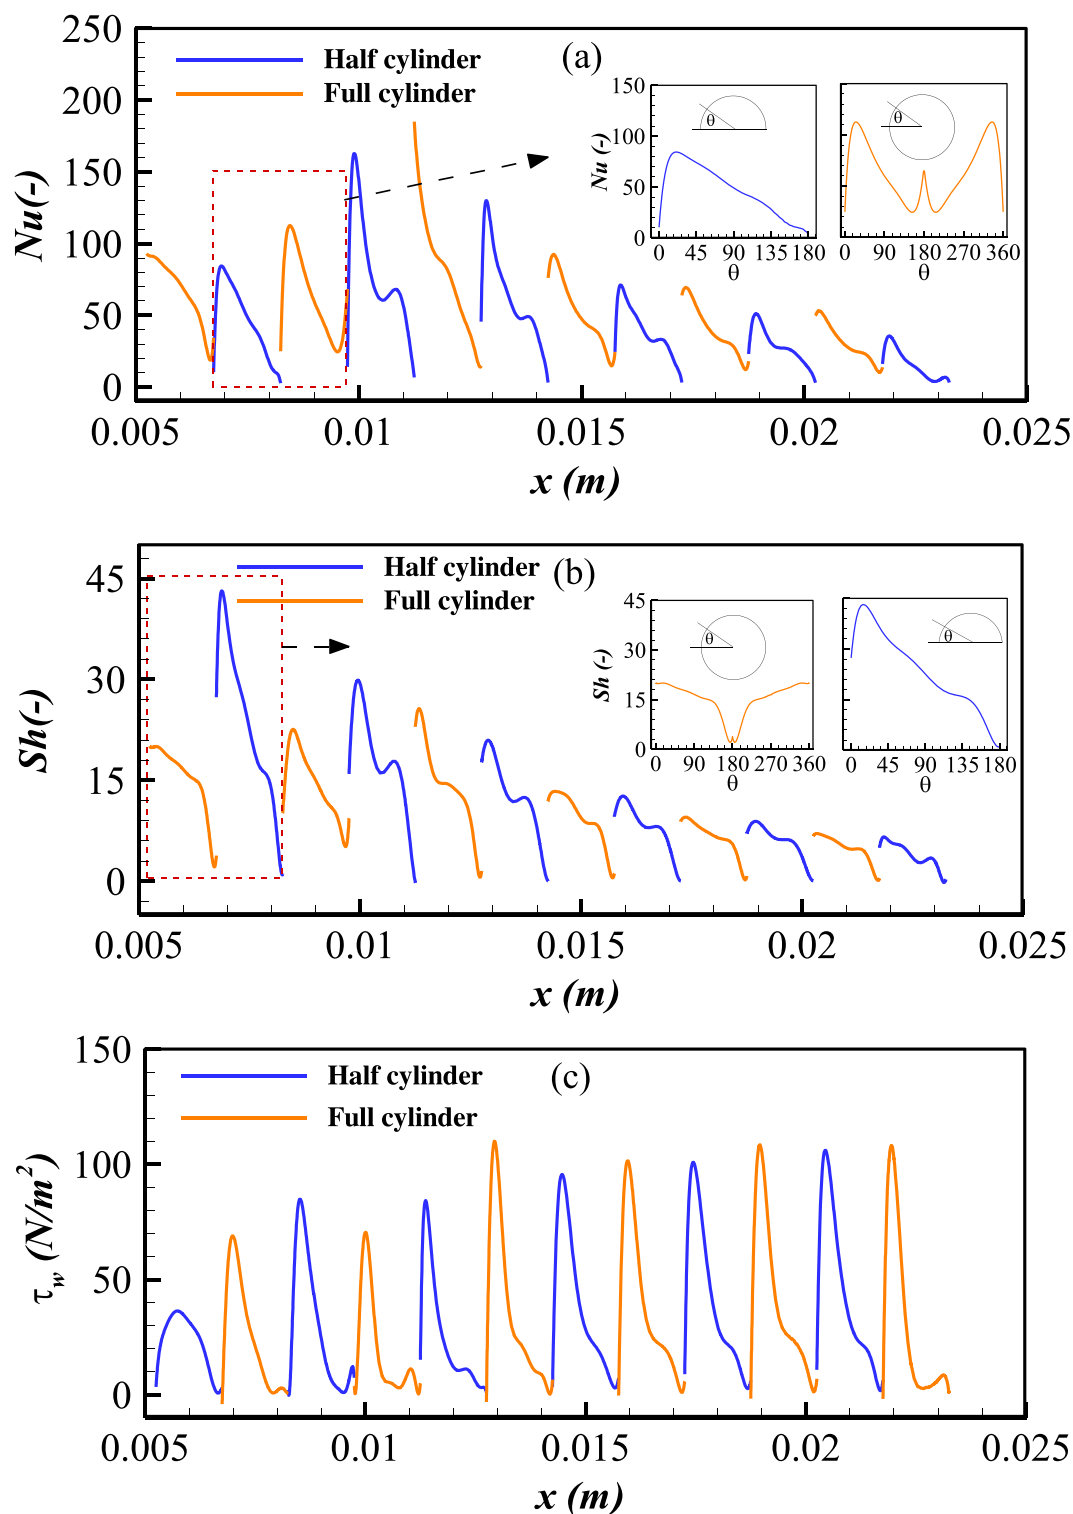 250
200
150
100
50
0
Nu(-)
Half cylinder
Full cylinder
(a)
150
100
50
0
Nu (-)
θ
0 45 90 135 180
θ
θ
0 90 180 270 360
θ
0.005 0.01 0.015 0.02 0.025
x (m)
45
30
15
0
Sh(-)
Half cylinder
Full cylinder
(b)
45
30
15
0
Sh (-)
θ
0 90 180 270 360
θ
θ
0 45 90 135 180
θ
0.005 0.01 0.015 0.02 0.025
x (m)
150
100
50
0
τw (N/m²)
Half cylinder
Full cylinder
(c)
0.005 0.01 0.015 0.02 0.025
x (m)